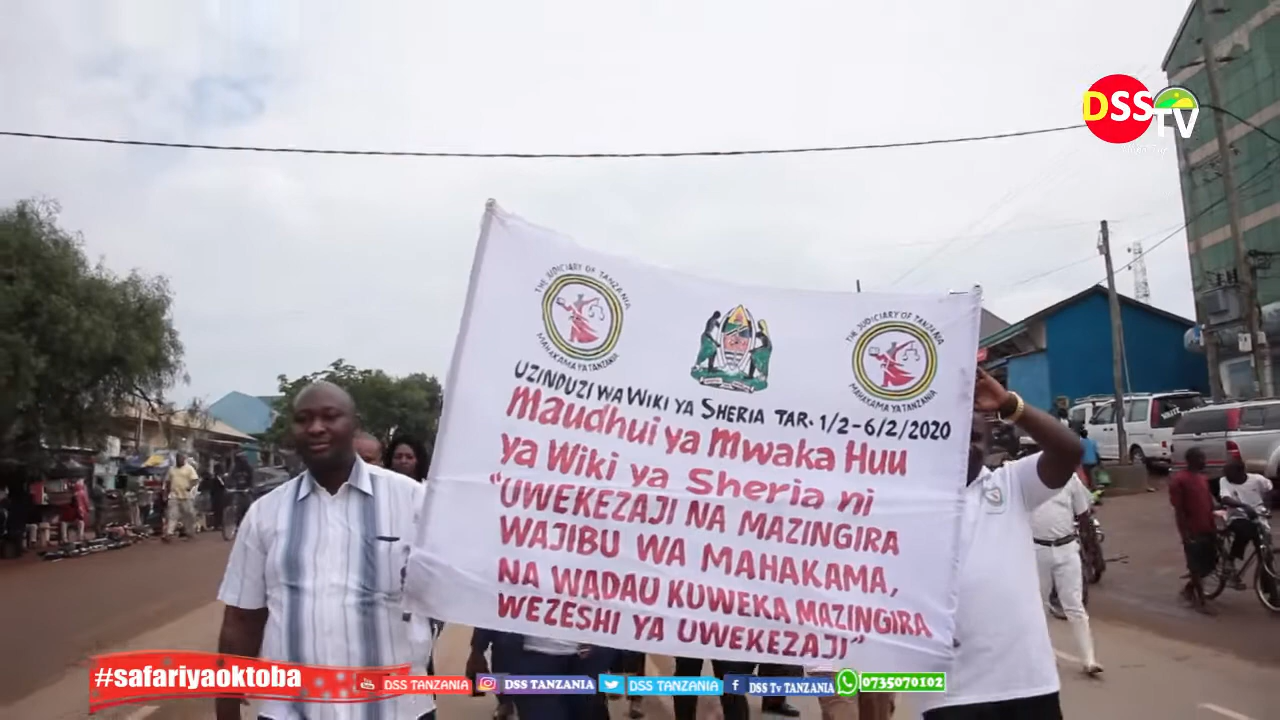 DSS TV
THE JUDICIARY OF TANZANIA
MAHAKAMA YA TANZANIA
THE JUDICIARY OF TANZANIA
MAHAKAMA YA TANZANIA
UZINDUZI WA WIKI YA SHERIA TAR. 1/2-6/2/2020
Maudhui ya Mwaka Huu
ya Wiki ya Sheria ni
"UWEKEZAJI NA MAZINGIRA
WAJIBU WA MAHAKAMA,
NA WADAU KUWEKA MAZINGIRA
WEZESHI YA UWEKEZAJI"
#safariyaoktoba
DSS TANZANIA
DSS TANZANIA
DSS TANZANIA
DSS Tv TANZANIA
0735070102